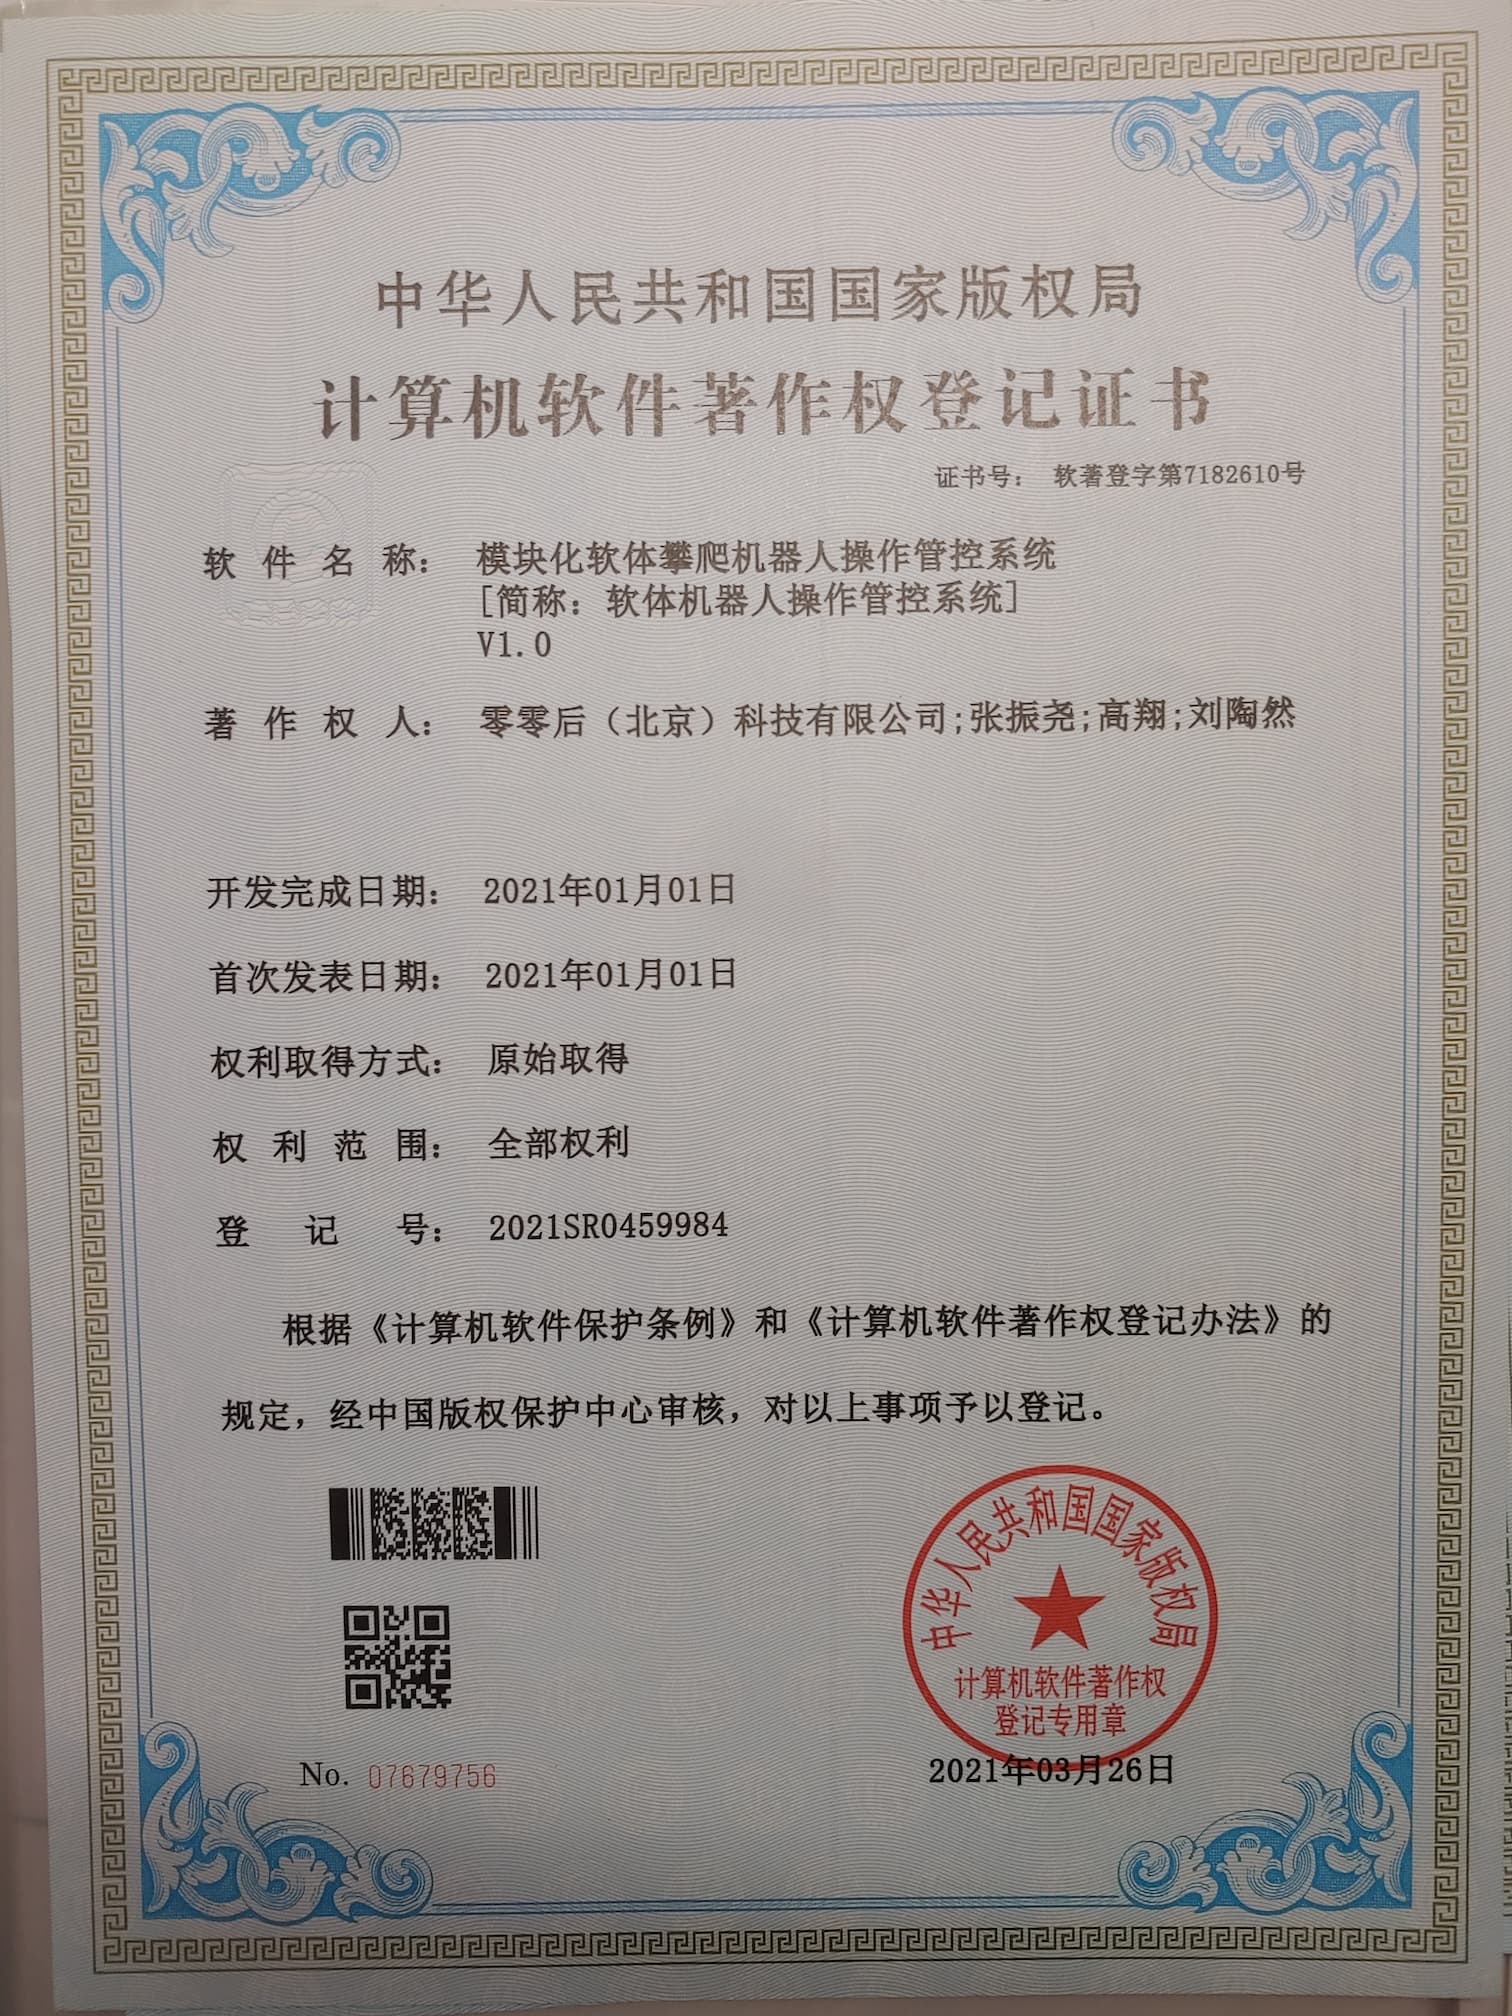 中华人民共和国国家版权局
计算机软件著作权登记证书
证书号： 软著登字第7182610号
软件名称： 模块化软体攀爬机器人操作管控系统
[简称：软体机器人操作管控系统]
V1.0
著作权人： 零零后（北京）科技有限公司;张振尧;高翔;刘陶然
开发完成日期： 2021年01月01日
首次发表日期： 2021年01月01日
权利取得方式： 原始取得
权利范围： 全部权利
登记号： 2021SR0459984
根据《计算机软件保护条例》和《计算机软件著作权登记办法》的
规定，经中国版权保护中心审核，对以上事项予以登记。
中华人民共和国国家版权局
计算机软件著作权
登记专用章
No. 07679756
2021年03月26日